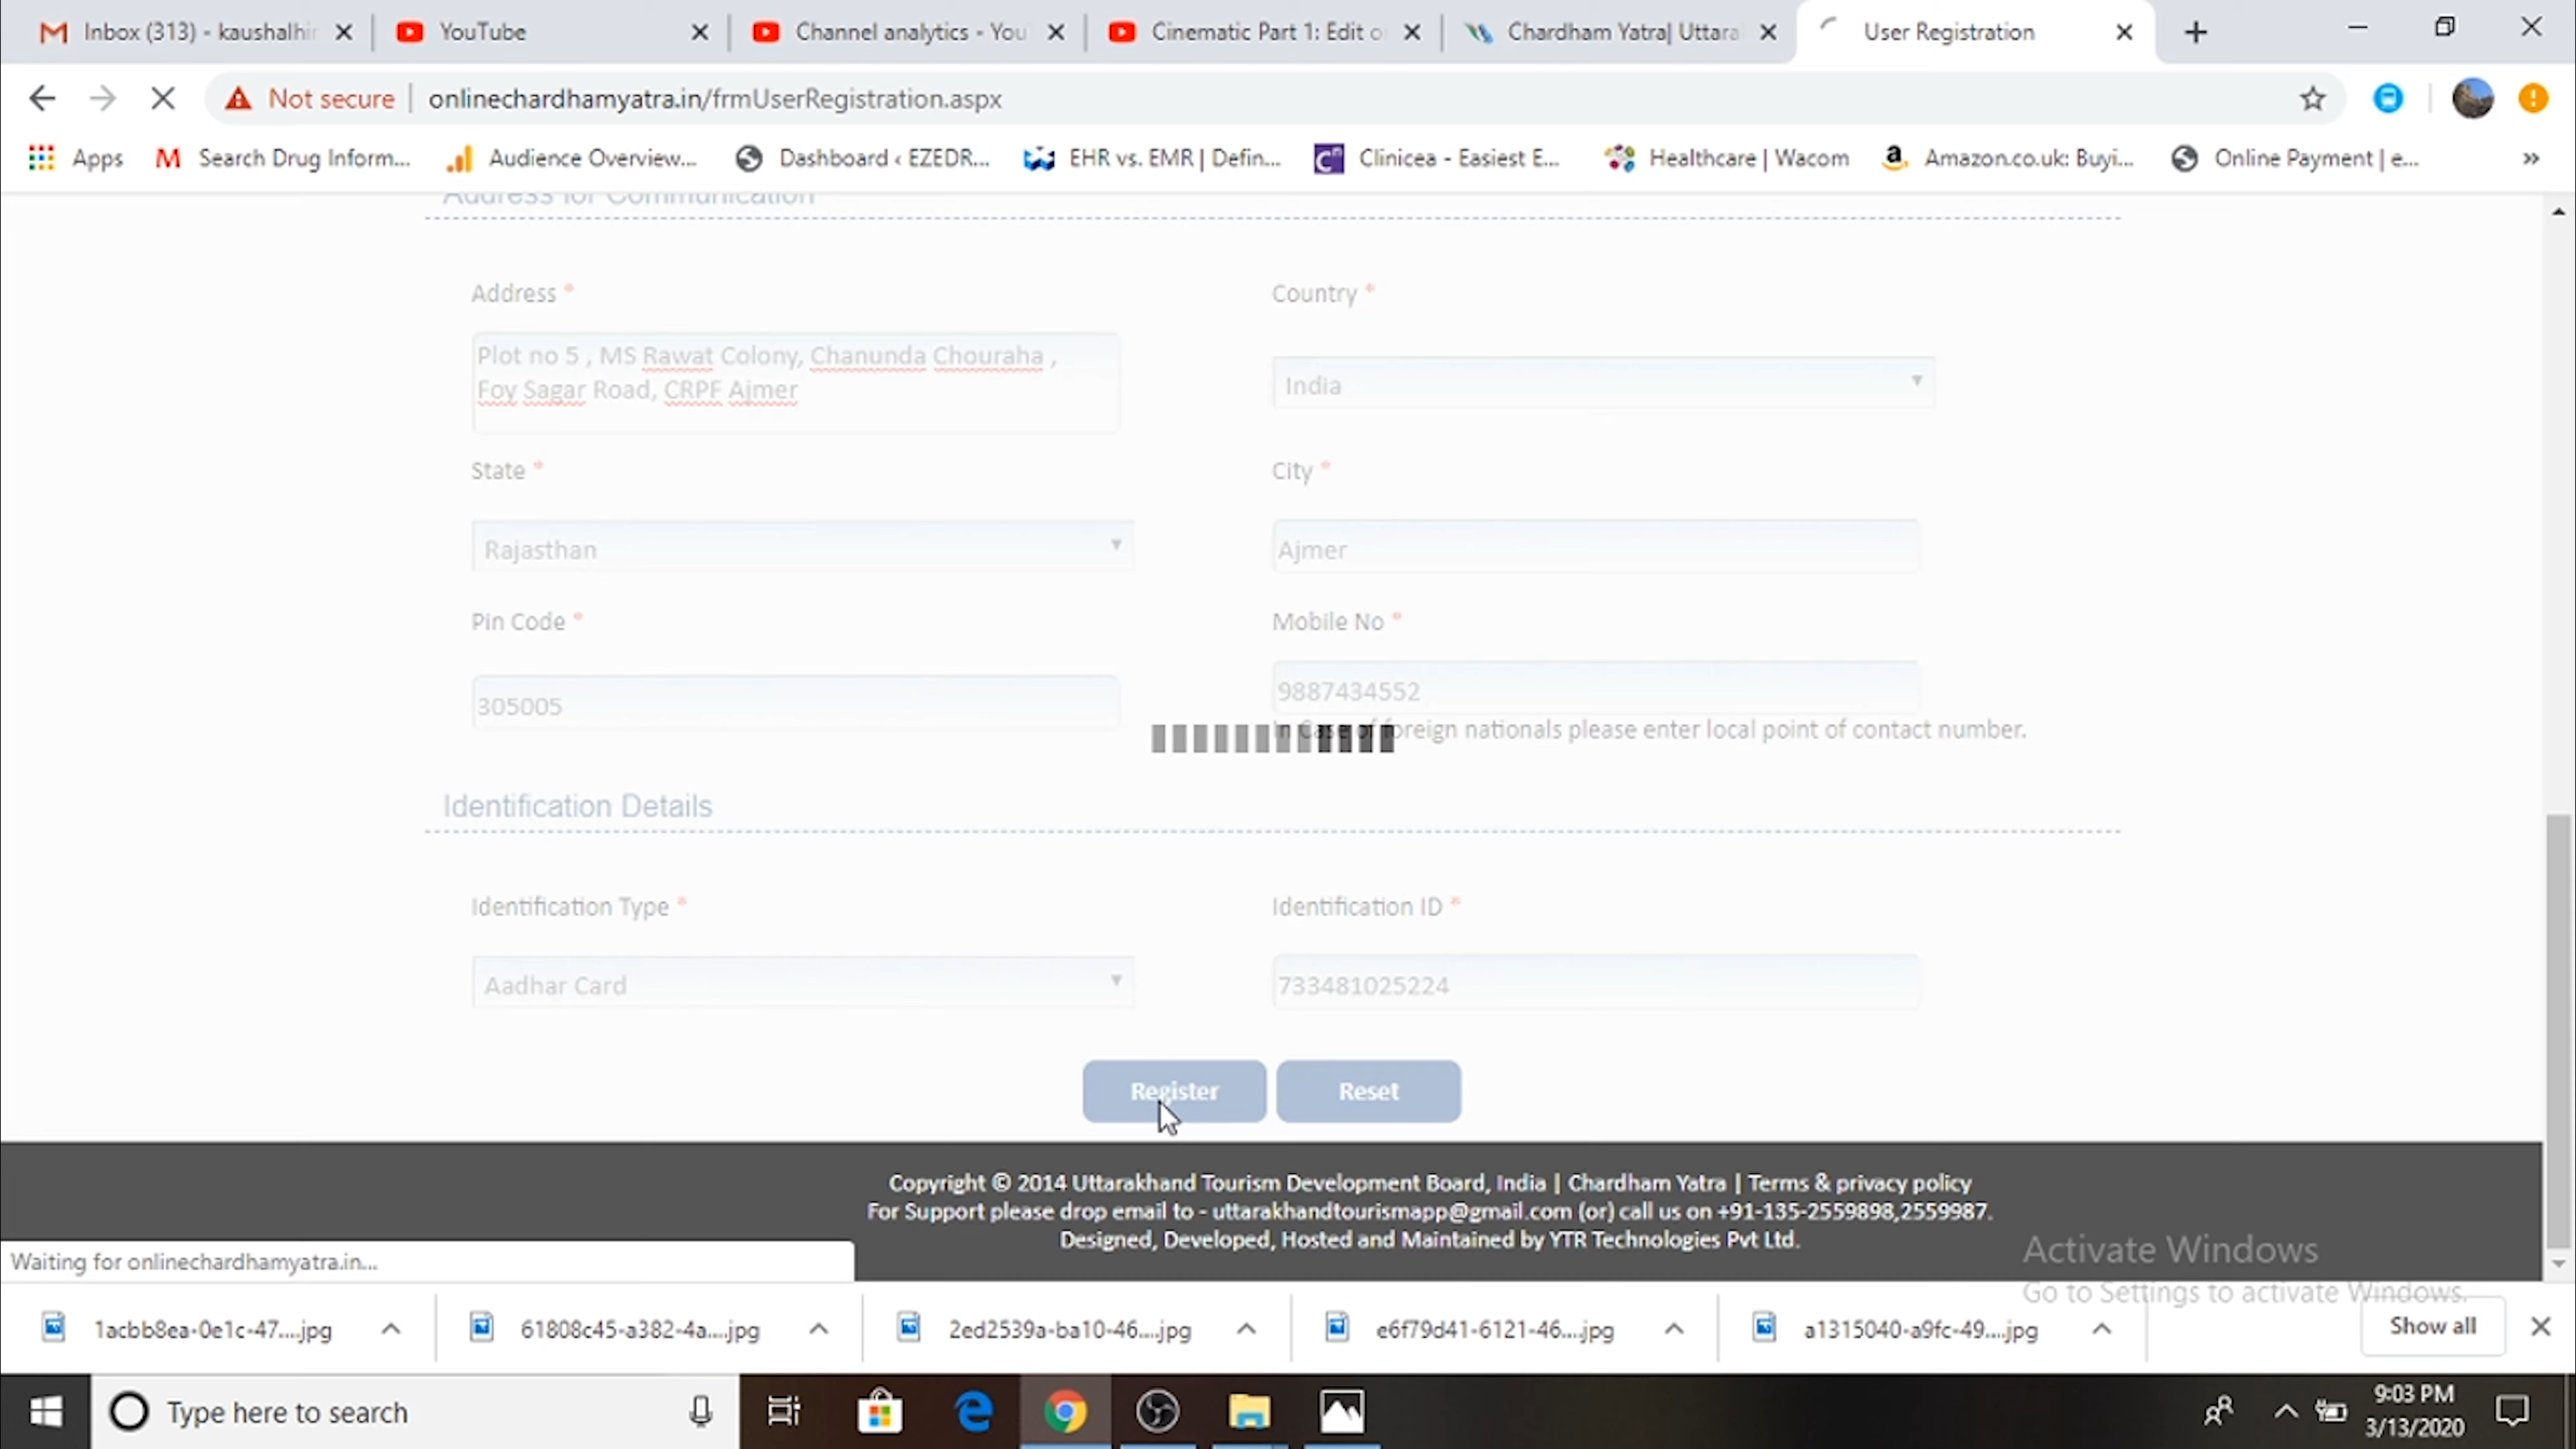 Inbox (313) - kaushalhir
YouTube
Channel analytics - You
Cinematic Part 1: Edit o
Chardham Yatra| Uttara
User Registration
Not secure | onlinechardhamyatra.in/frmUserRegistration.aspx
Apps
Search Drug Inform...
Audience Overview...
Dashboard ‹ EZEDR...
EHR vs. EMR | Defin...
Clinicea - Easiest E...
Healthcare | Wacom
Amazon.co.uk: Buyi...
Online Payment | e...
»
Address for Communication
Address *
Country *
Plot no 5 , MS Rawat Colony, Chanunda Chouraha ,
Foy Sagar Road, CRPF Ajmer
India
State *
City *
Rajasthan
Ajmer
Pin Code *
Mobile No *
305005
9887434552
In Case of foreign nationals please enter local point of contact number.
Identification Details
Identification Type *
Identification ID *
Aadhar Card
733481025224
Register
Reset
Copyright © 2014 Uttarakhand Tourism Development Board, India | Chardham Yatra | Terms & privacy policy
For Support please drop email to - uttarakhandtourismapp@gmail.com (or) call us on +91-135-2559898,2559987.
Designed, Developed, Hosted and Maintained by YTR Technologies Pvt Ltd.
Activate Windows
Go to Settings to activate Windows.
Waiting for onlinechardhamyatra.in...
1acbb8ea-0e1c-47....jpg
61808c45-a382-4a....jpg
2ed2539a-ba10-46....jpg
e6f79d41-6121-46....jpg
a1315040-a9fc-49....jpg
Show all
Type here to search
9:03 PM
3/13/2020